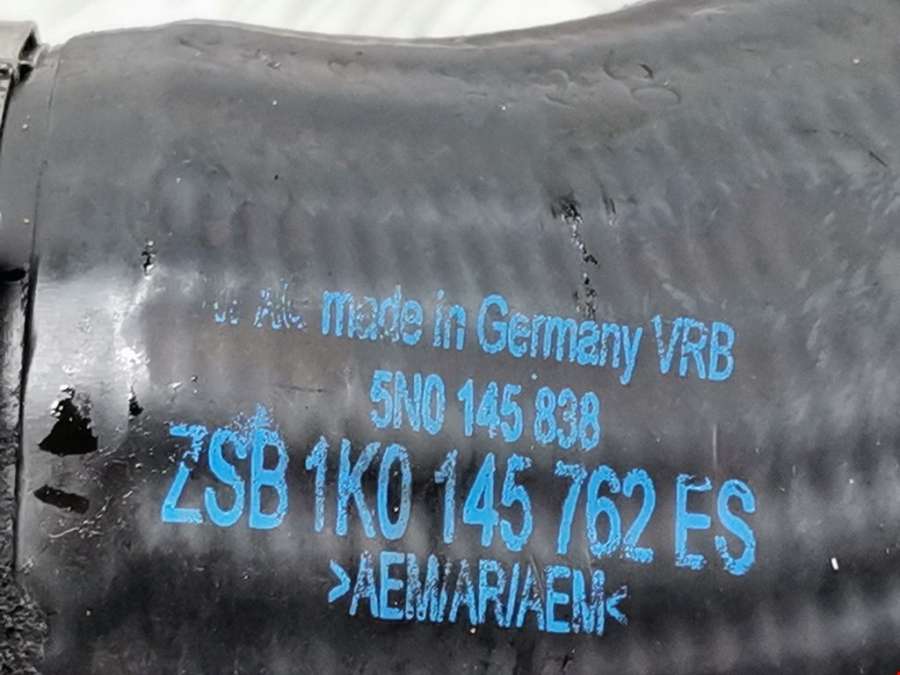 made in Germany VRB
5N0 145 838
ZSB 1K0 145 762 ES
>AEM/AR/AEM<